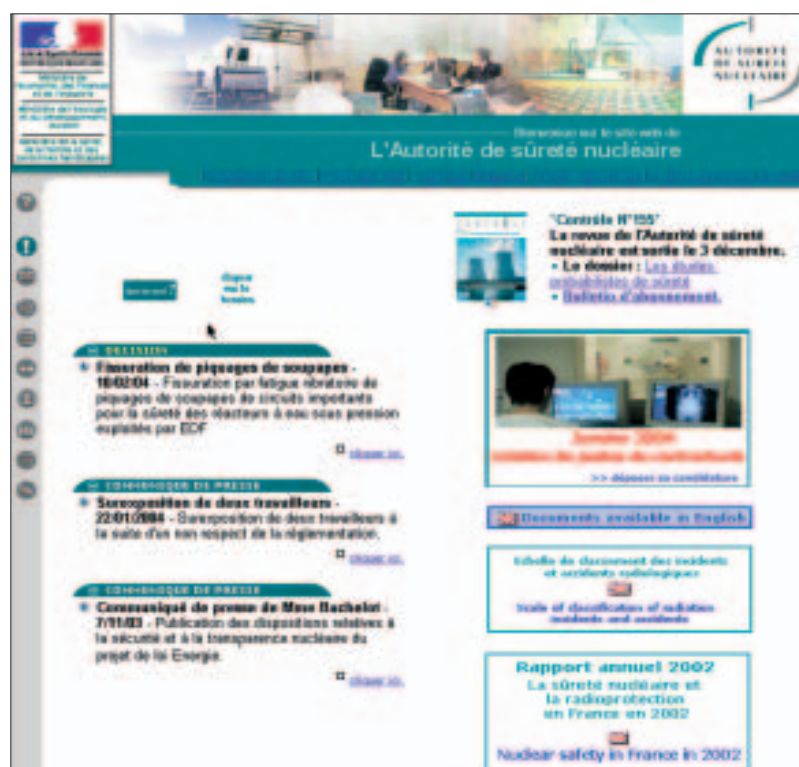 Bienvenue sur le site web de
L'Autorité de sûreté nucléaire
AUTORITÉ
DE SÛRETÉ
NUCLÉAIRE
"Contrôle N°155"
La revue de l'Autorité de sûreté
nucléaire est sortie le 3 décembre.
• Le dossier : Les études
probabilistes de sûreté
• Bulletin d'abonnement.
cliquer
sur le
DECISION
Fissuration de piquages de soupapes -
18/02/04 - Fissuration par fatigue vibratoire de
piquages de soupapes de circuits importants
pour la sûreté des réacteurs à eau sous pression
exploités par EDF
cliquer ici.
COMMUNIQUE DE PRESSE
Surexposition de deux travailleurs -
22/01/2004 - Surexposition de deux travailleurs à
la suite d'un non respect de la réglementation.
cliquer ici.
COMMUNIQUE DE PRESSE
Communiqué de presse de Mme Bachelot -
7/11/03 - Publication des dispositions relatives à
la sécurité et à la transparence nucléaire du
projet de loi Energie.
cliquer ici.
2004
>> déposer sa candidature
Documents available in English
Echelle de classement des incidents
et accidents radiologiques
Scale of classification of radiation
incidents and accidents
Rapport annuel 2002
La sûreté nucléaire et
la radioprotection
en France en 2002
Nuclear safety in France in 2002